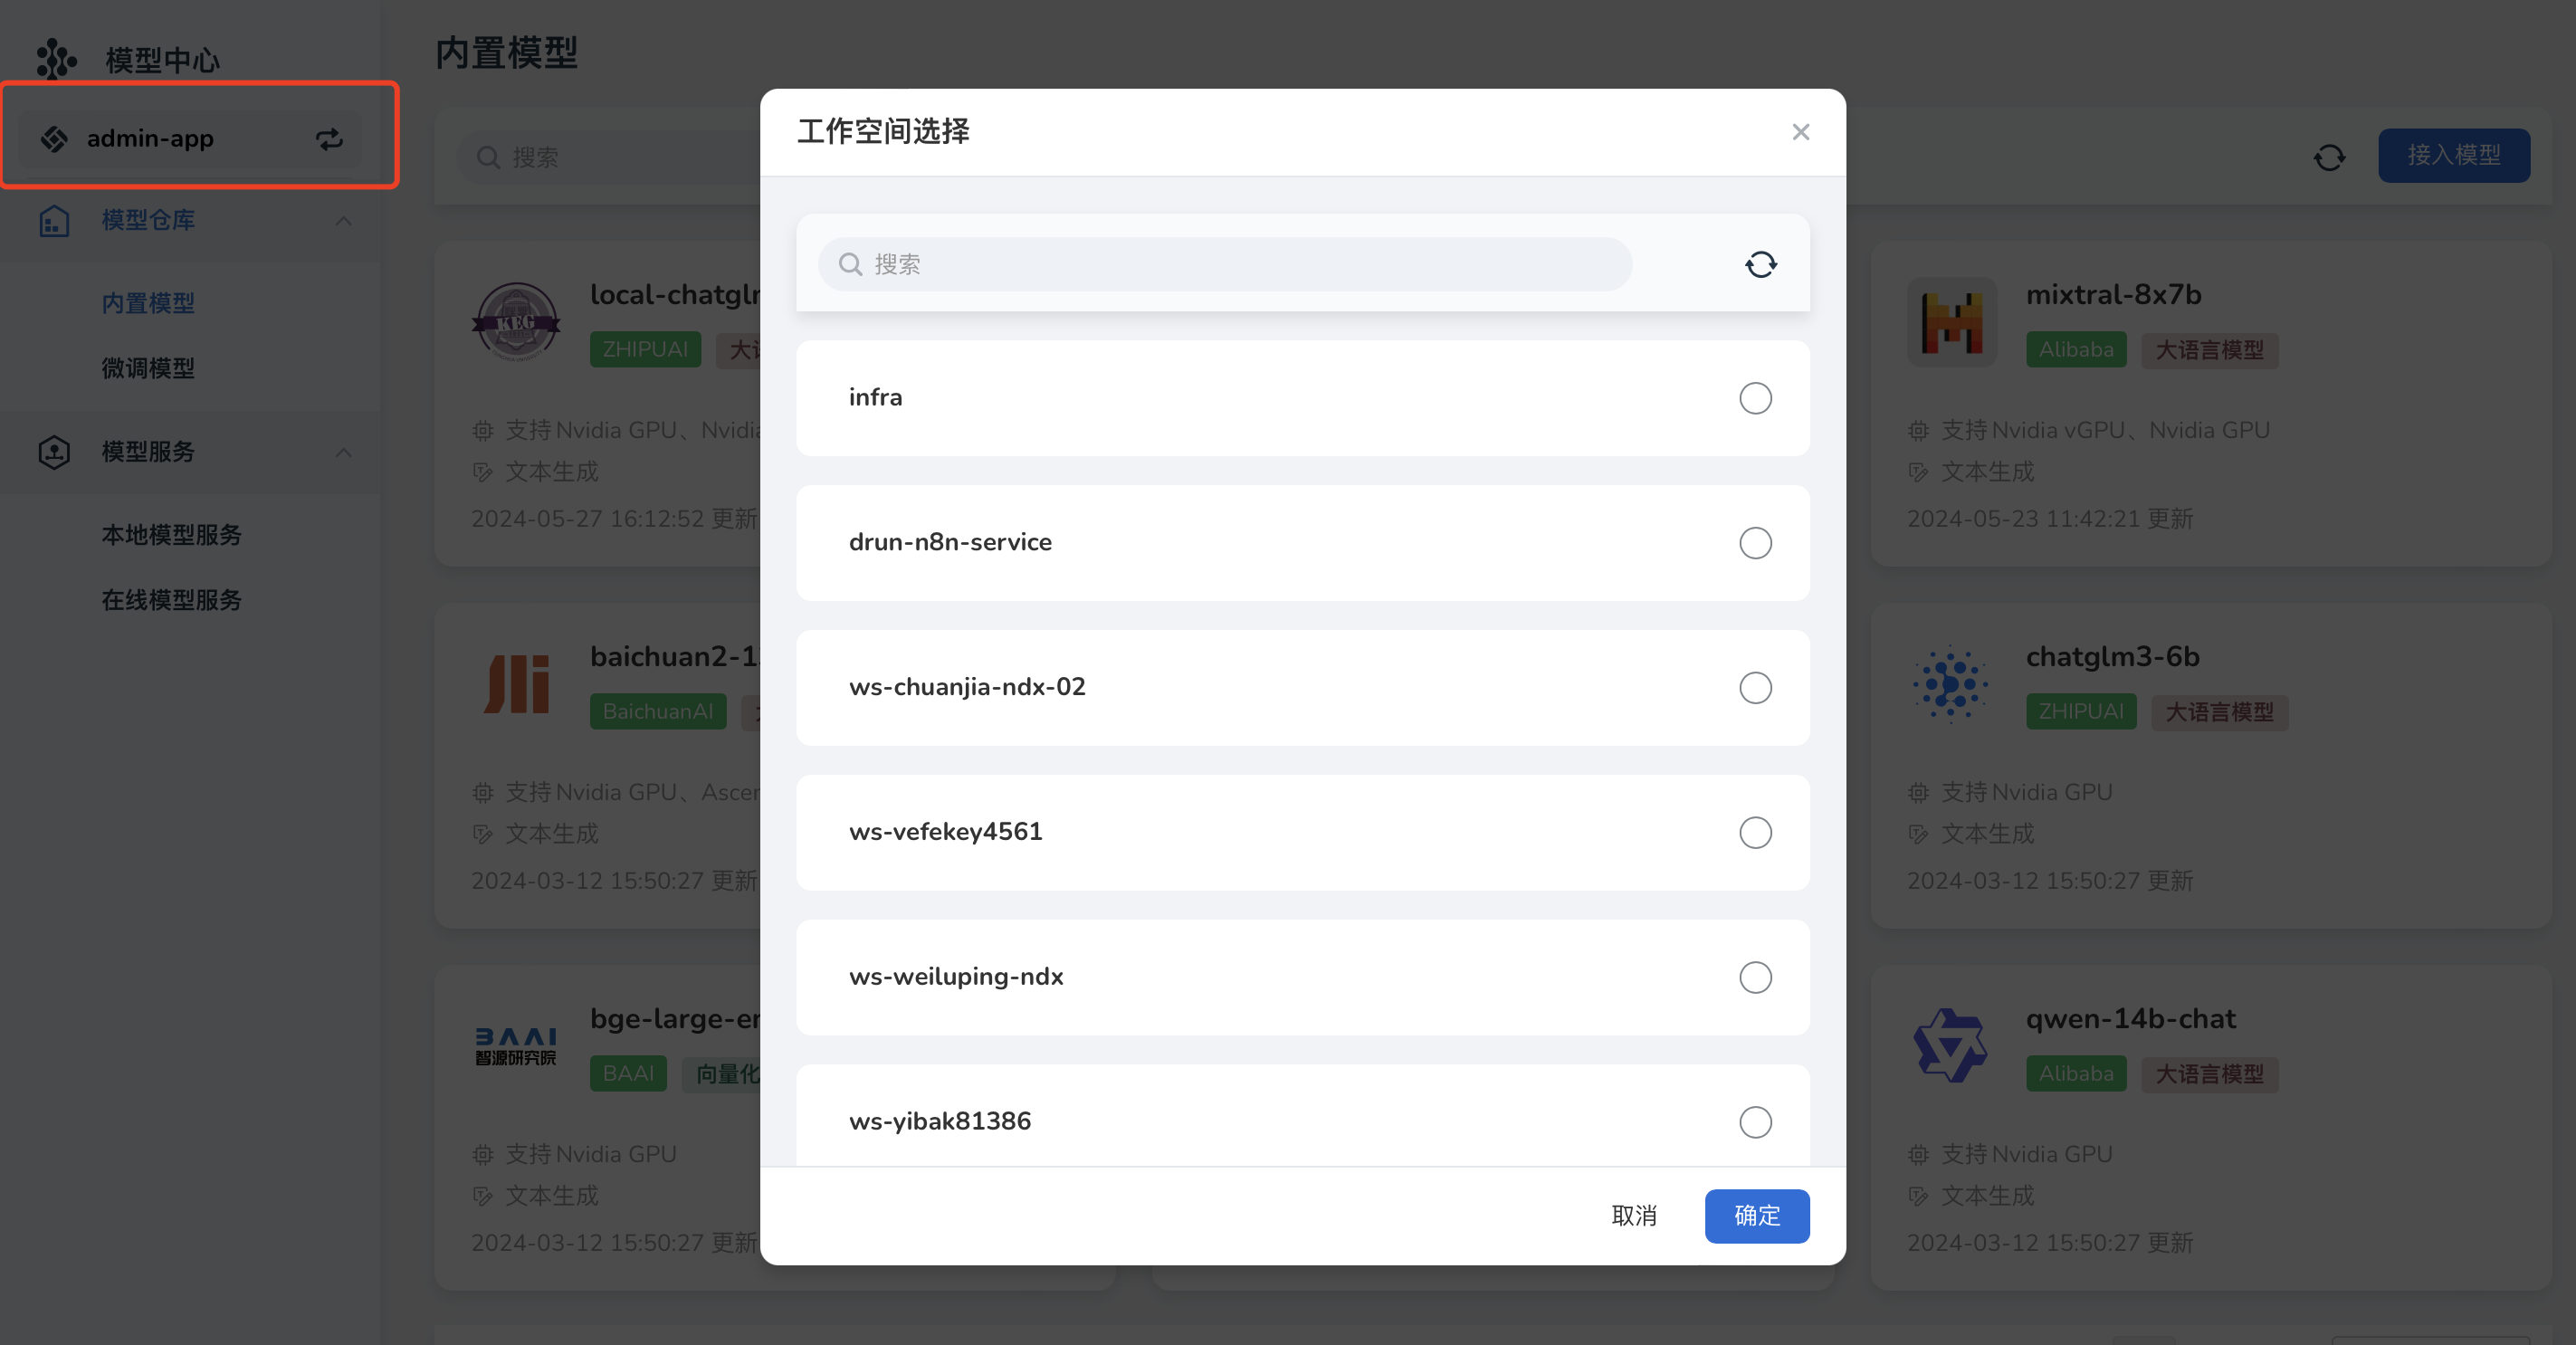 模型中心
admin-app
模型仓库
内置模型
微调模型
模型服务
本地模型服务
在线模型服务
内置模型
搜索
接入模型
local-chatglm
ZHIPUAI
支持 Nvidia GPU、Nvidia
文本生成
2024-05-27 16:12:52 更新
mixtral-8x7b
Alibaba 大语言模型
支持 Nvidia vGPU、Nvidia GPU
文本生成
2024-05-23 11:42:21 更新
baichuan2-1
BaichuanAI
支持 Nvidia GPU、Ascen
文本生成
2024-03-12 15:50:27 更新
chatglm3-6b
ZHIPUAI 大语言模型
支持 Nvidia GPU
文本生成
2024-03-12 15:50:27 更新
BAAI
智源研究院
bge-large-en
BAAI 向量化
支持 Nvidia GPU
文本生成
2024-03-12 15:50:27 更新
qwen-14b-chat
Alibaba 大语言模型
支持 Nvidia GPU
文本生成
2024-03-12 15:50:27 更新
工作空间选择
搜索
infra
drun-n8n-service
ws-chuanjia-ndx-02
ws-vefekey4561
ws-weiluping-ndx
ws-yibak81386
取消 确定